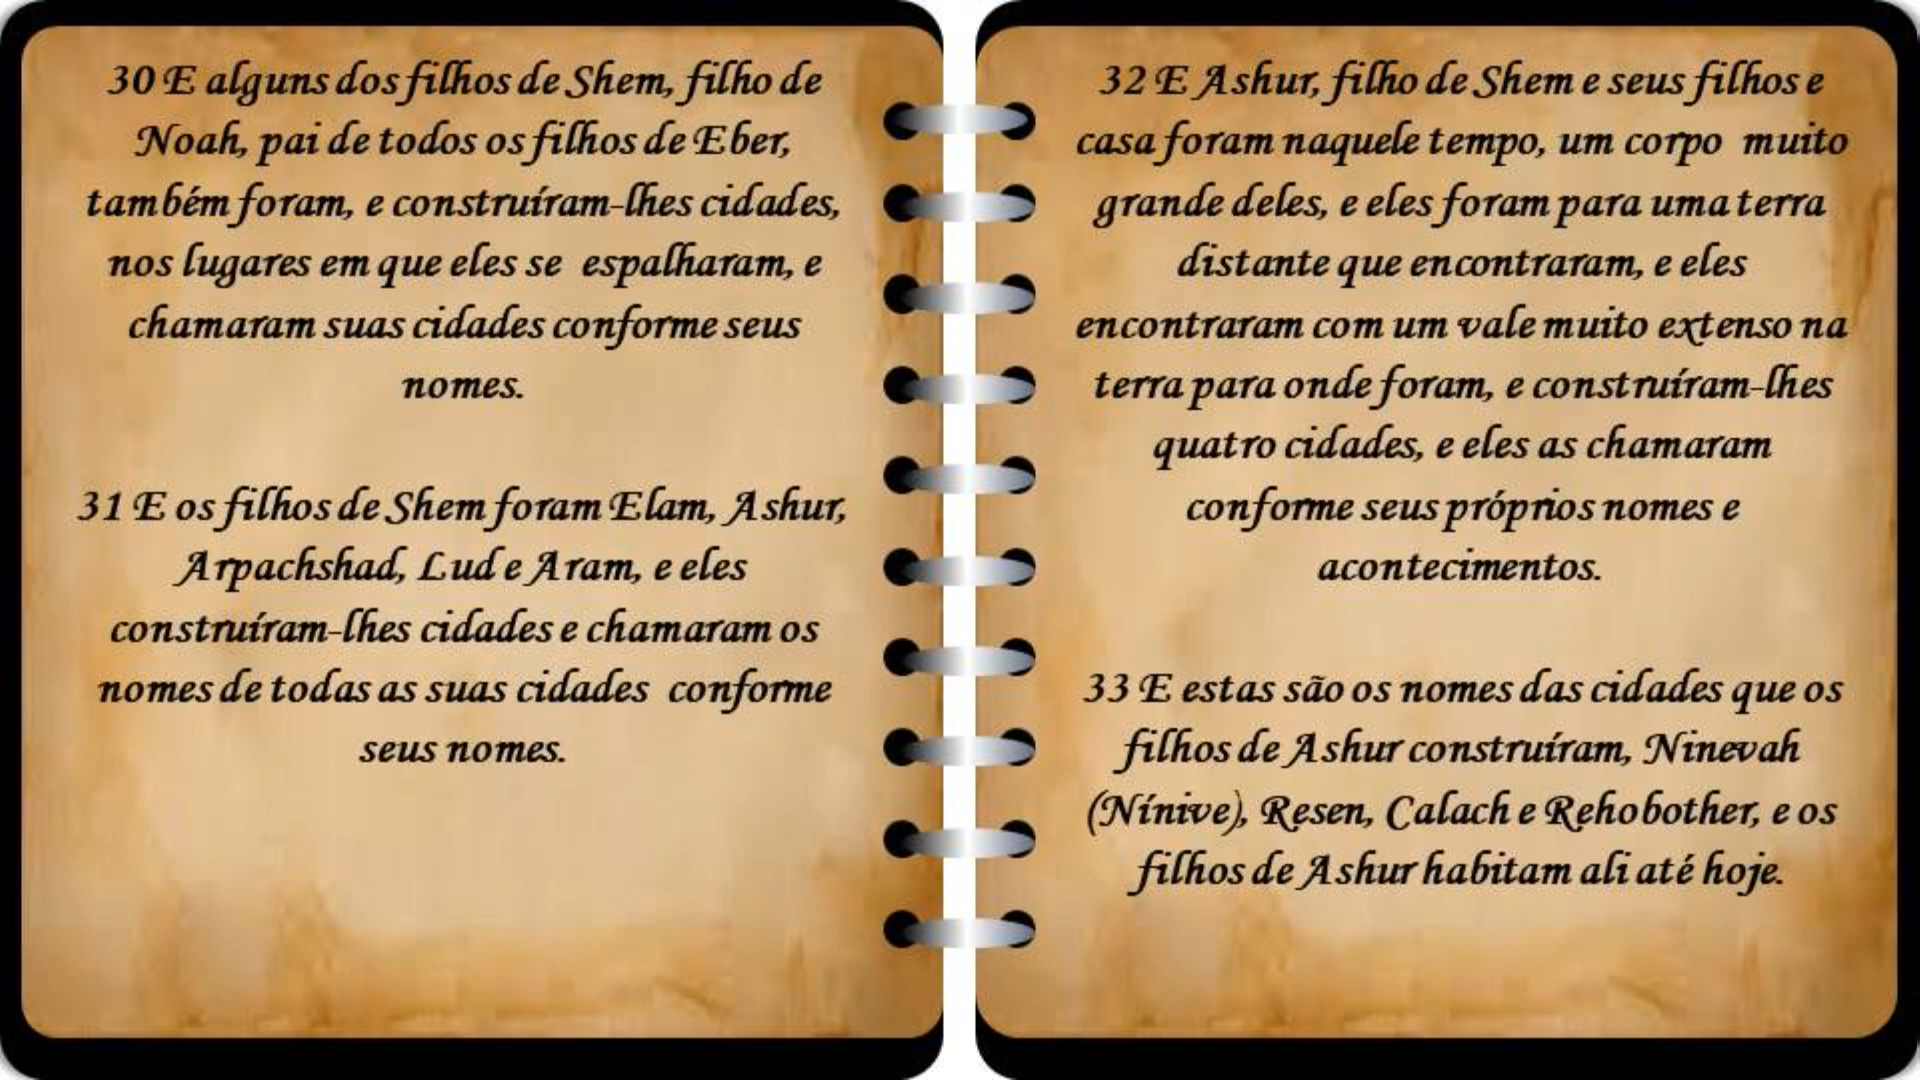 30 E alguns dos filhos de Shem, filho de
Noah, pai de todos os filhos de Eber,
também foram, e construíram-lhes cidades,
nos lugares em que eles se espalharam, e
chamaram suas cidades conforme seus
nomes.
31 E os filhos de Shem foram Elam, Ashur,
Arpachshad, Lud e Aram, e eles
construíram-lhes cidades e chamaram os
nomes de todas as suas cidades conforme
seus nomes.
32 E Ashur, filho de Shem e seus filhos e
casa foram naquele tempo, um corpo muito
grande deles, e eles foram para uma terra
distante que encontraram, e eles
encontraram com um vale muito extenso na
terra para onde foram, e construíram-lhes
quatro cidades, e eles as chamaram
conforme seus próprios nomes e
acontecimentos.
33 E estas são os nomes das cidades que os
filhos de Ashur construíram, Ninevah
(Nínive), Resen, Calach e Rehobother, e os
filhos de Ashur habitam ali até hoje.